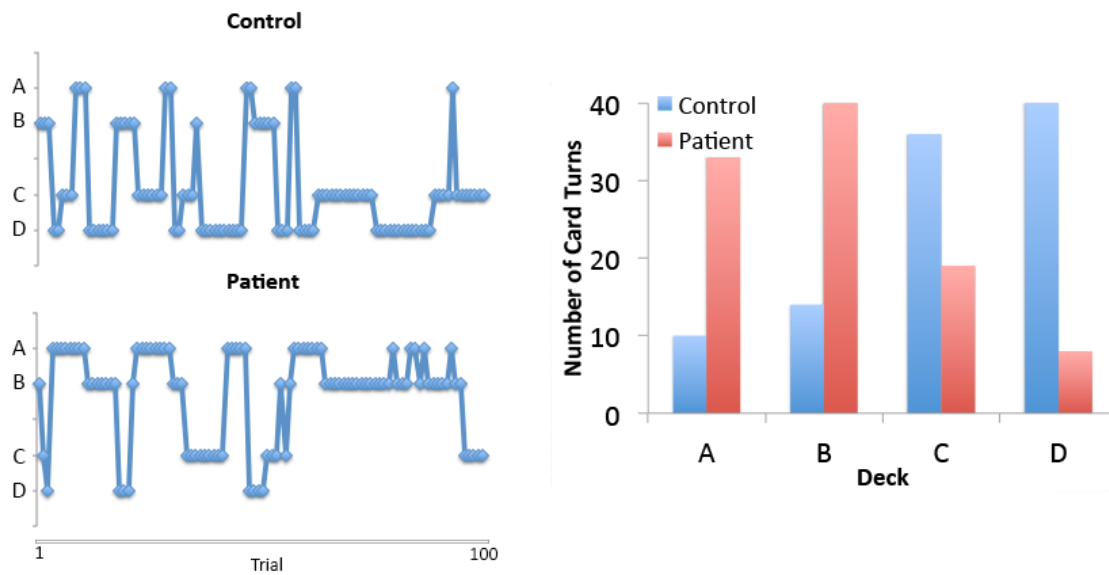 Control
A
B
C
D
Patient
A
B
C
D
1 100
Trial
Number of Card Turns
40
30
20
10
0
Control
Patient
A B C D
Deck